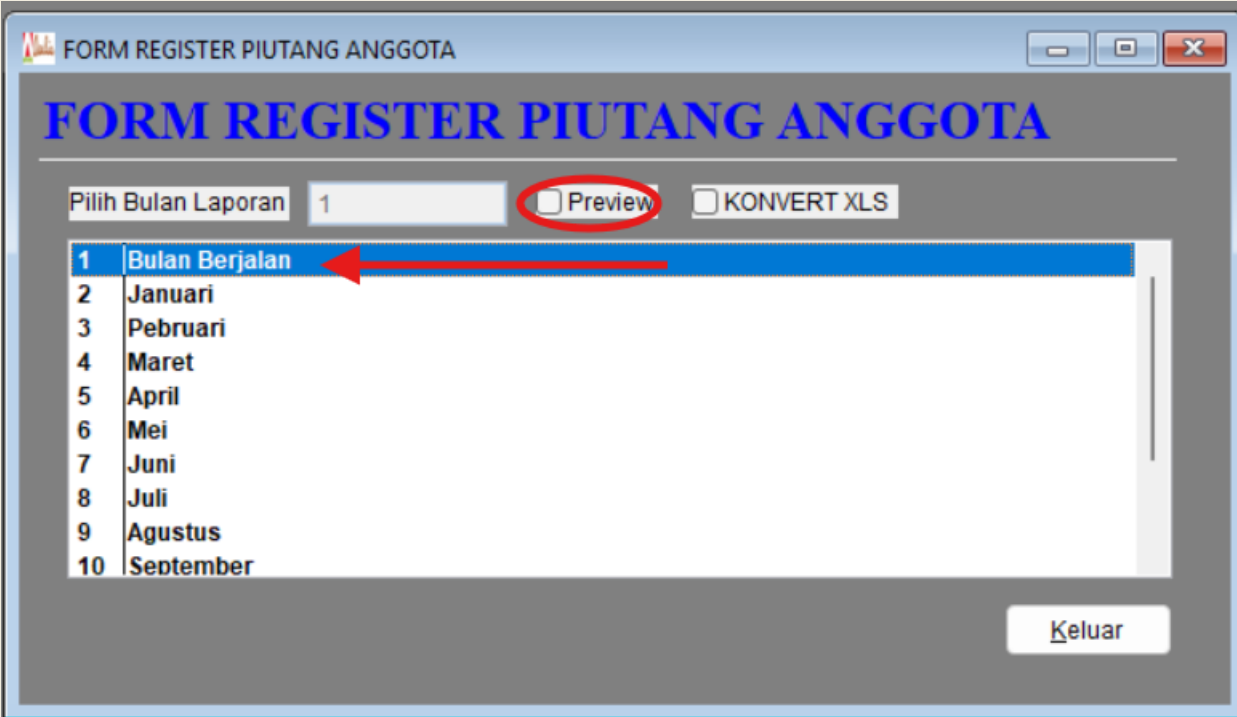 FORM REGISTER PIUTANG ANGGOTA
FORM REGISTER PIUTANG ANGGOTA
Pilih Bulan Laporan 1 Preview KONVERT XLS
1 Bulan Berjalan
2 Januari
3 Pebruari
4 Maret
5 April
6 Mei
7 Juni
8 Juli
9 Agustus
10 September
Keluar